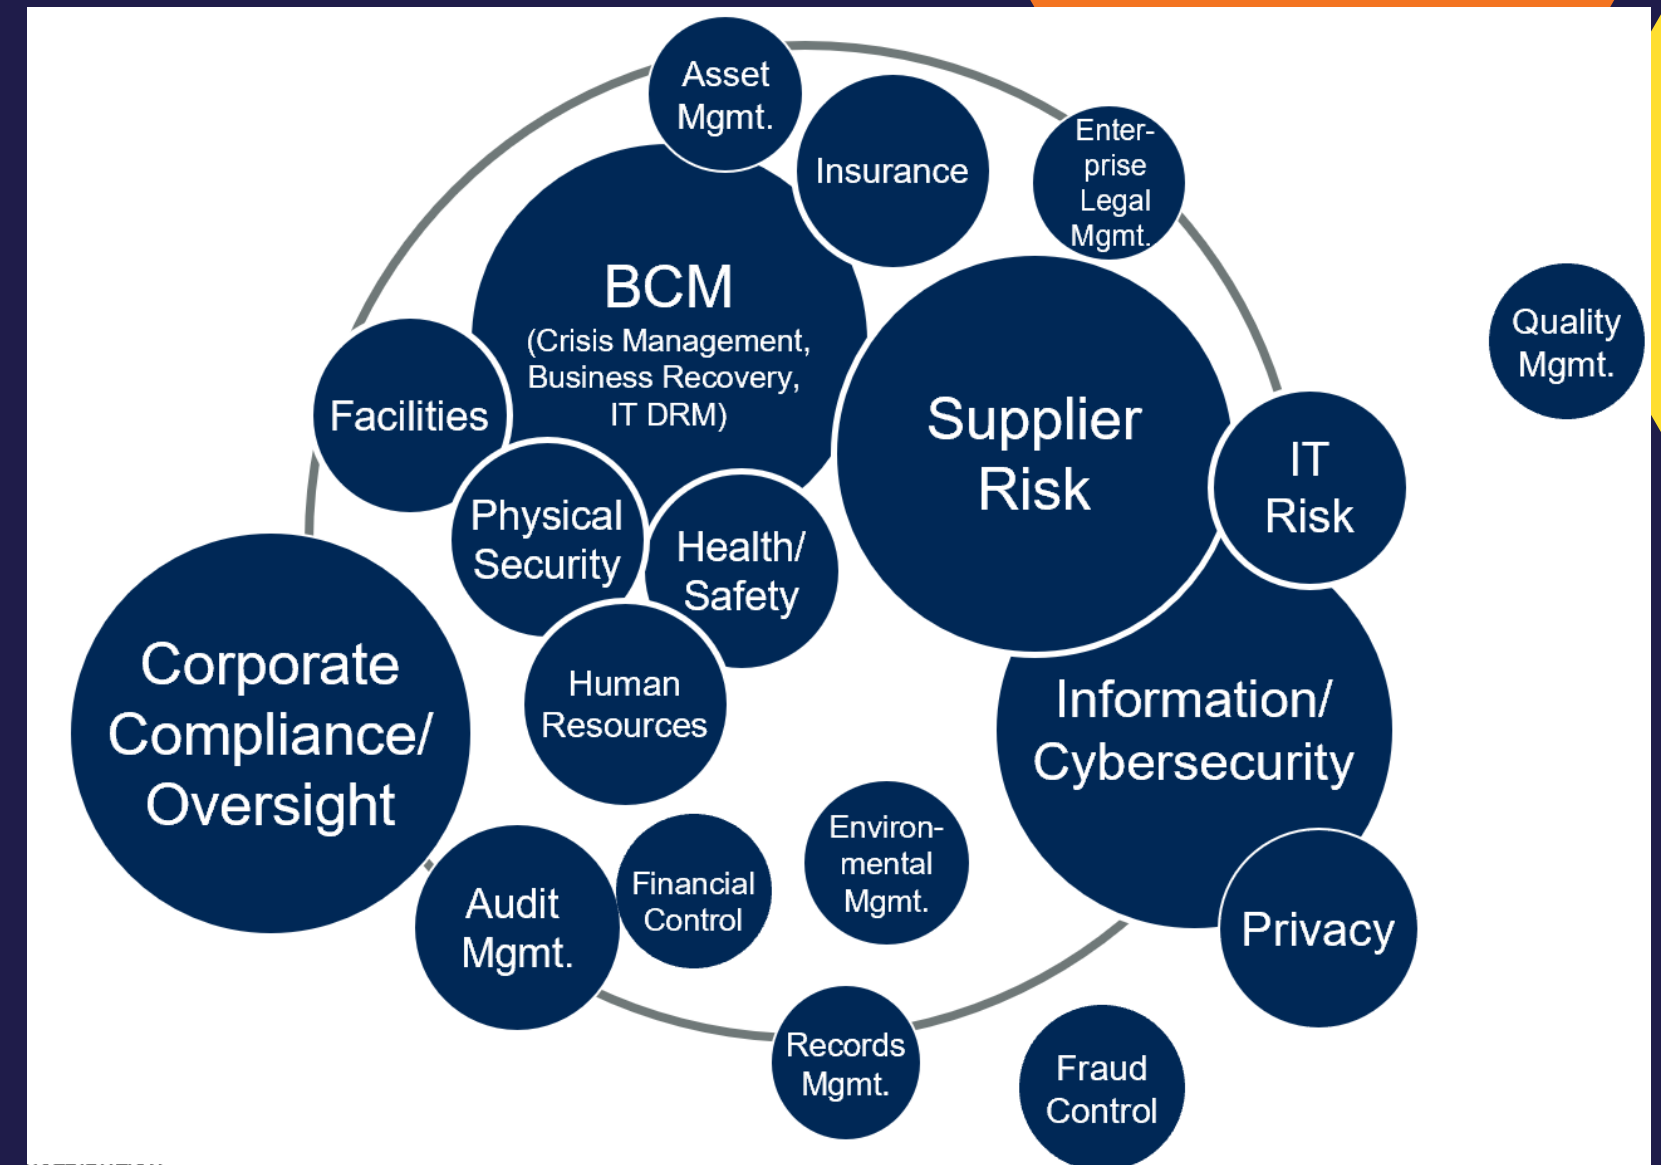 Asset
Mgmt.
Insurance
Enter-
prise
Legal
Mgmt.
BCM
(Crisis Management,
Business Recovery,
IT DRM)
Quality
Mgmt.
Facilities
Supplier
Risk
IT
Risk
Physical
Security
Health/
Safety
Corporate
Compliance/
Oversight
Human
Resources
Information/
Cybersecurity
Environ-
mental
Mgmt.
Audit
Mgmt.
Financial
Control
Privacy
Records
Mgmt.
Fraud
Control